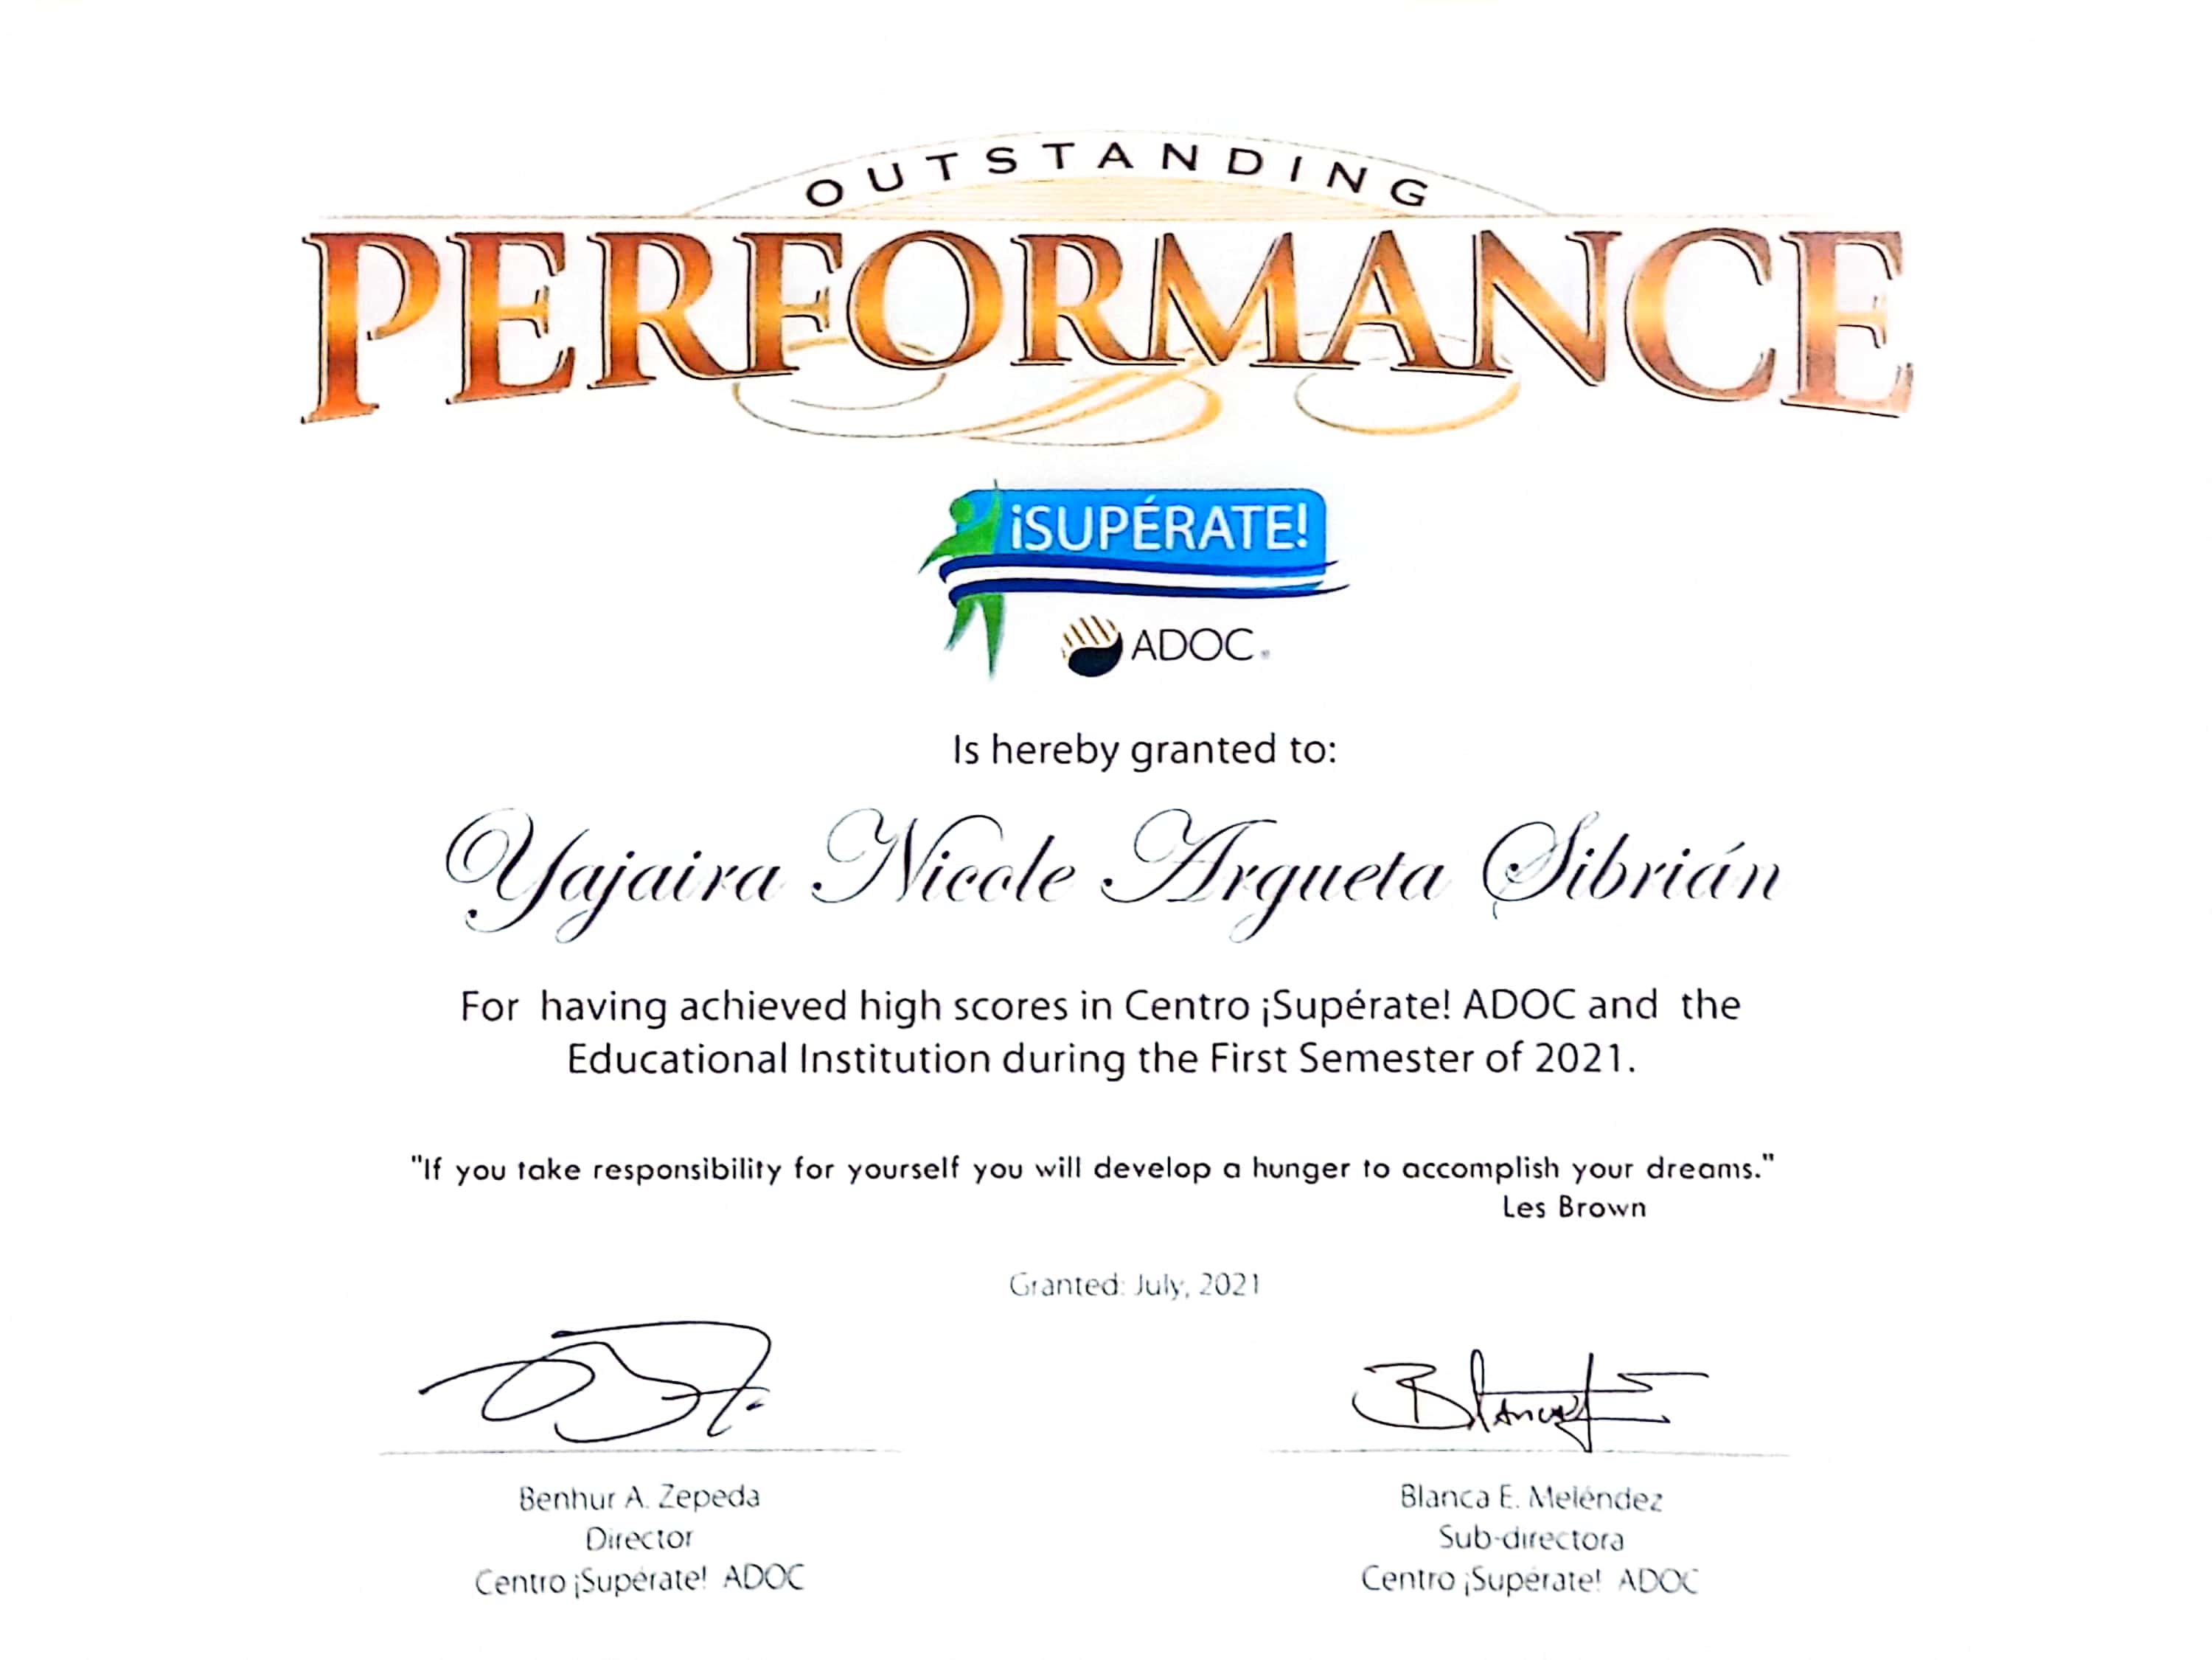 OUTSTANDING
PERFORMANCE
¡SUPÉRATE!
ADOC®
Is hereby granted to:
Yajaira Nicole Argueta Sibrián
For having achieved high scores in Centro ¡Supérate! ADOC and the
Educational Institution during the First Semester of 2021.
"If you take responsibility for yourself you will develop a hunger to accomplish your dreams."
Les Brown
Granted: July, 2021
Benhur A. Zepeda
Director
Centro ¡Supérate! ADOC
Blanca E. Meléndez
Sub-directora
Centro ¡Supérate! ADOC